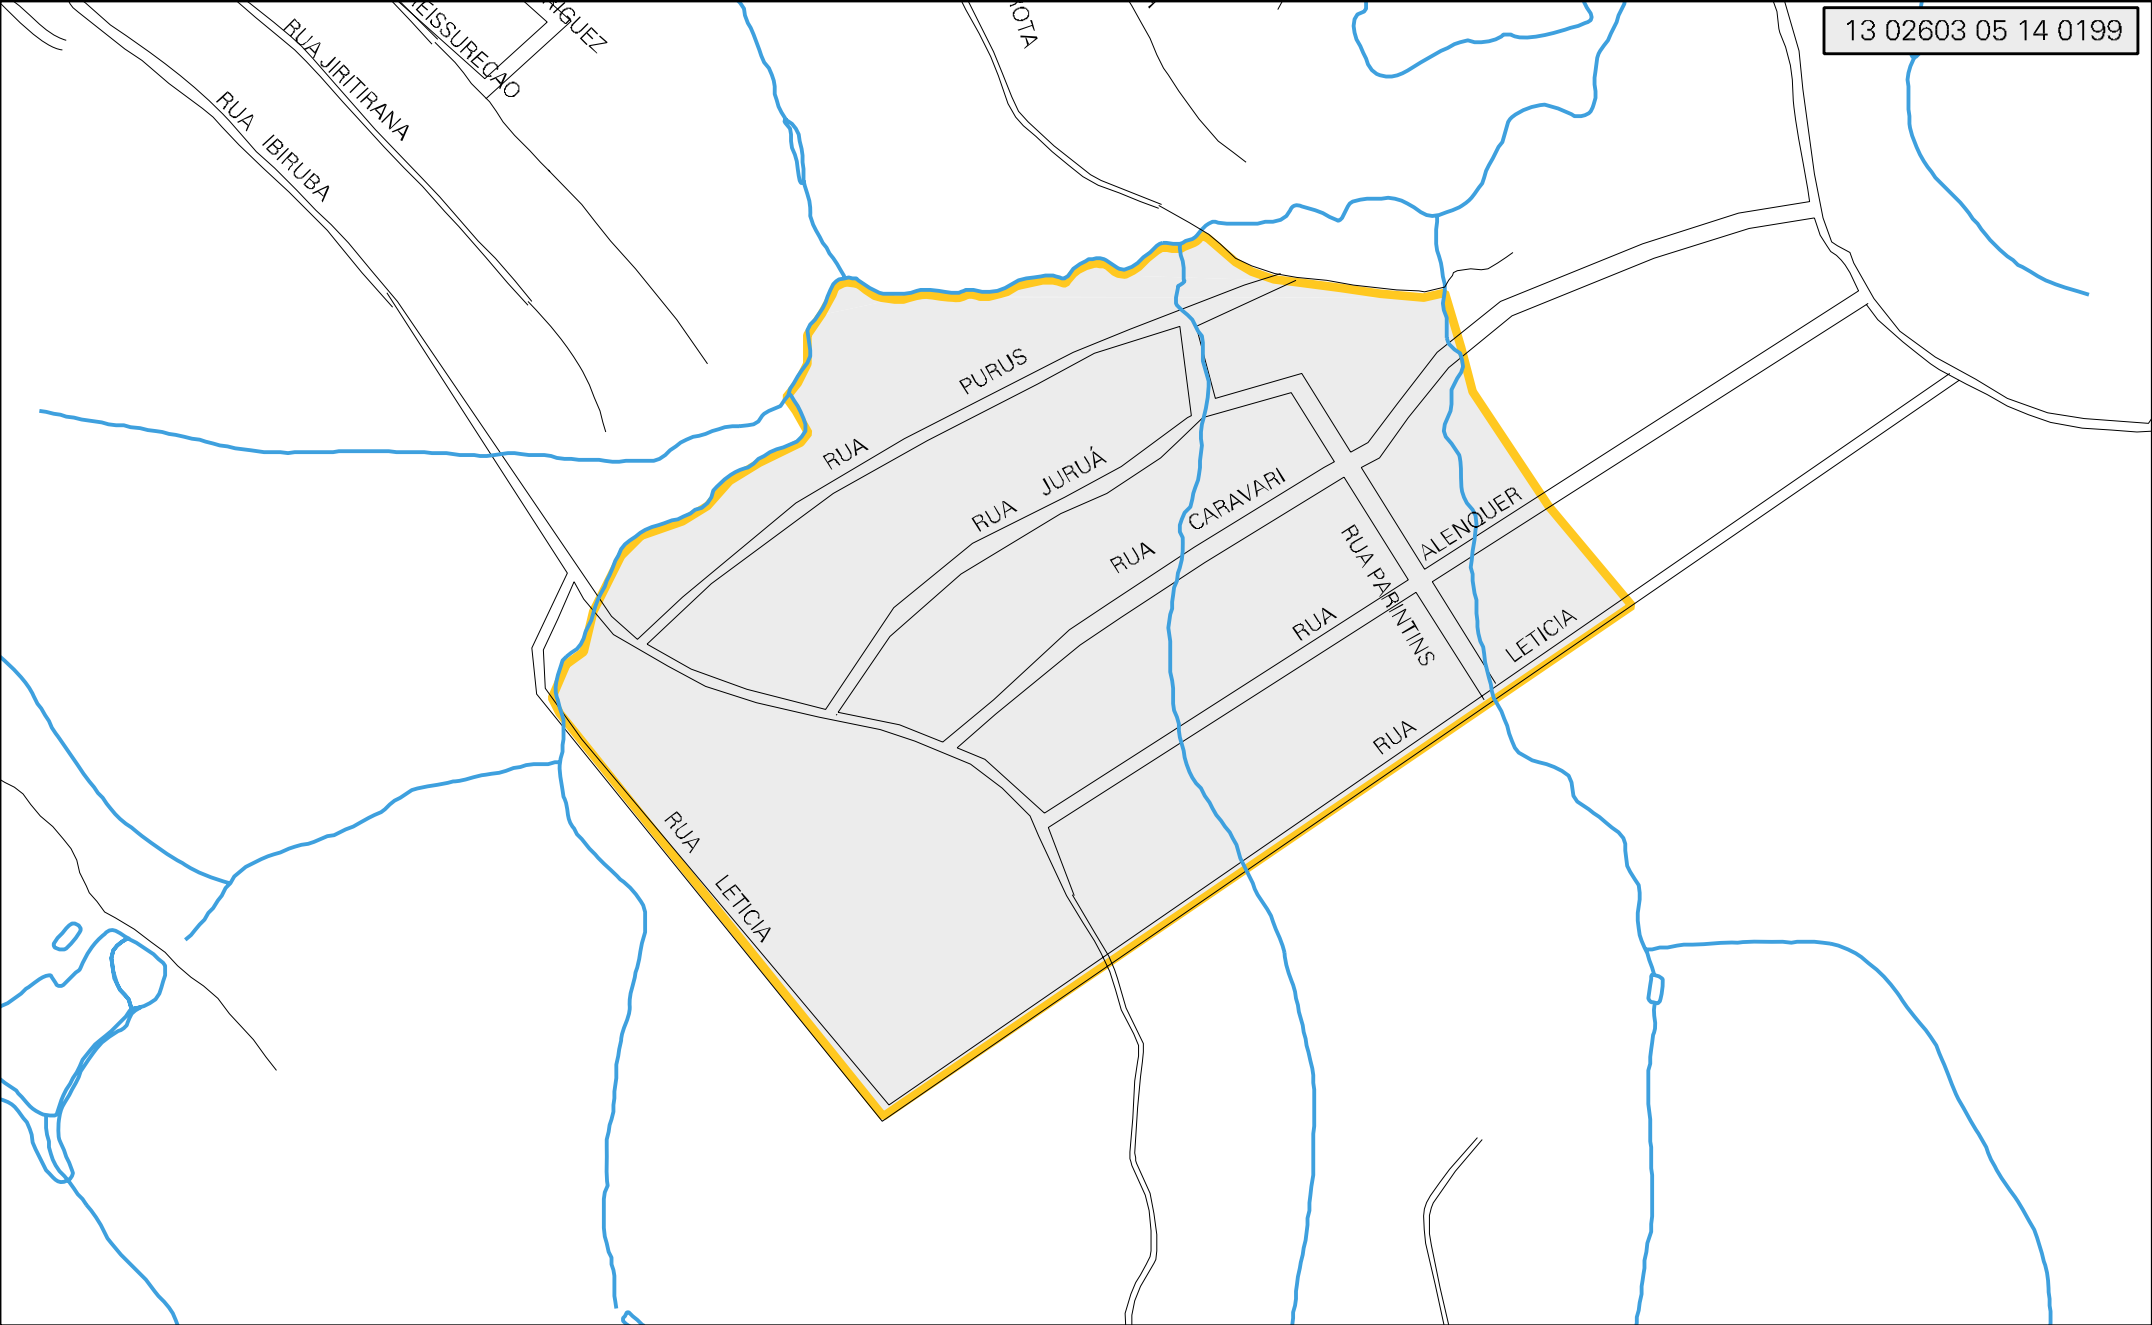 13 02603 05 14 0199
RUA JIRITIRANA
RUA IBIRUBA
RUA PURUS
RUA JURUÁ
RUA CARAVARI
RUA ALENQUER
RUA PARINTINS
RUA LETICIA
RUA LETICIA